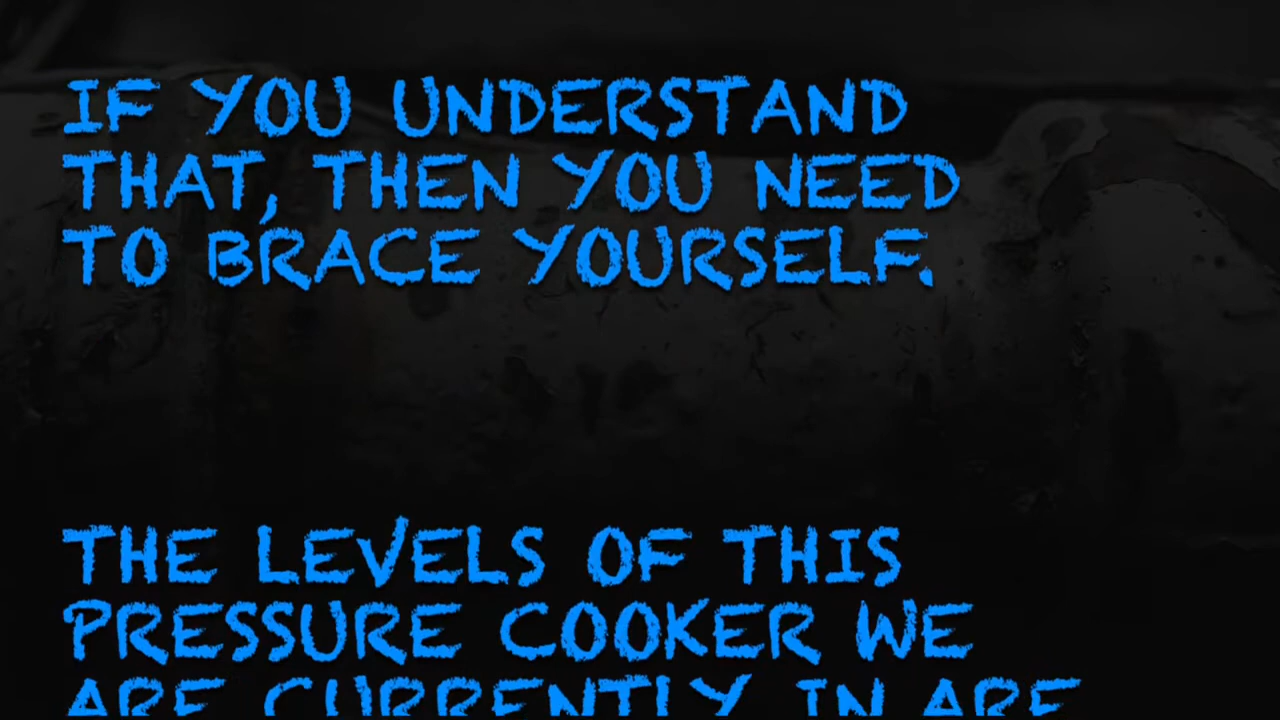 IF YOU UNDERSTAND
THAT, THEN YOU NEED
TO BRACE YOURSELF.
THE LEVELS OF THIS
PRESSURE COOKER WE
ARE CURRENTLY IN ARE